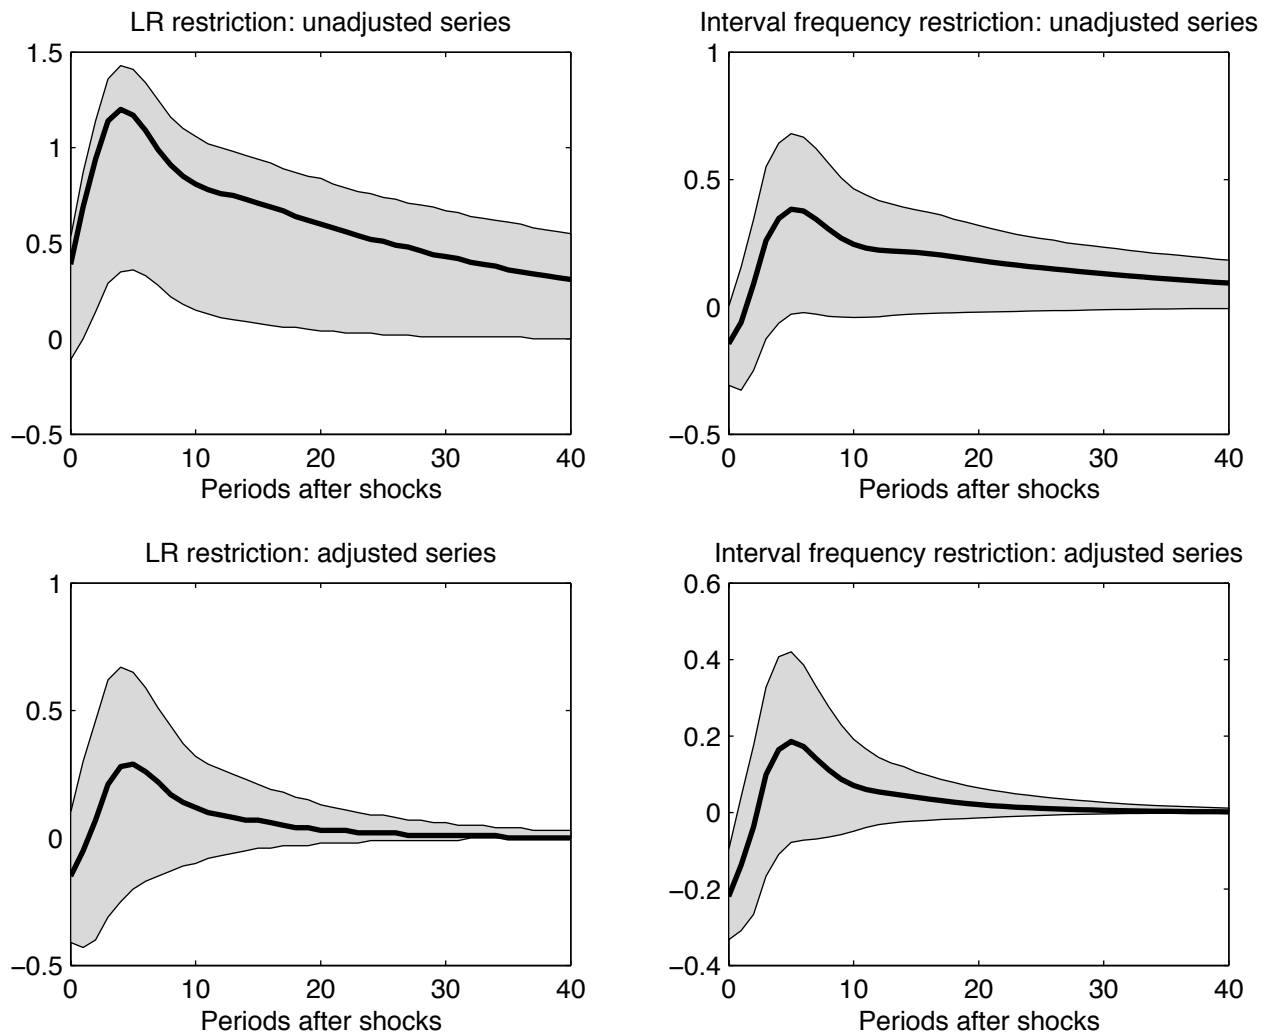 LR restriction: unadjusted series
1.5
1
0.5
0
−0.5
0 10 20 30 40
Periods after shocks
Interval frequency restriction: unadjusted series
1
0.5
0
−0.5
0 10 20 30 40
Periods after shocks
LR restriction: adjusted series
1
0.5
0
−0.5
0 10 20 30 40
Periods after shocks
Interval frequency restriction: adjusted series
0.6
0.4
0.2
0
−0.2
−0.4
0 10 20 30 40
Periods after shocks